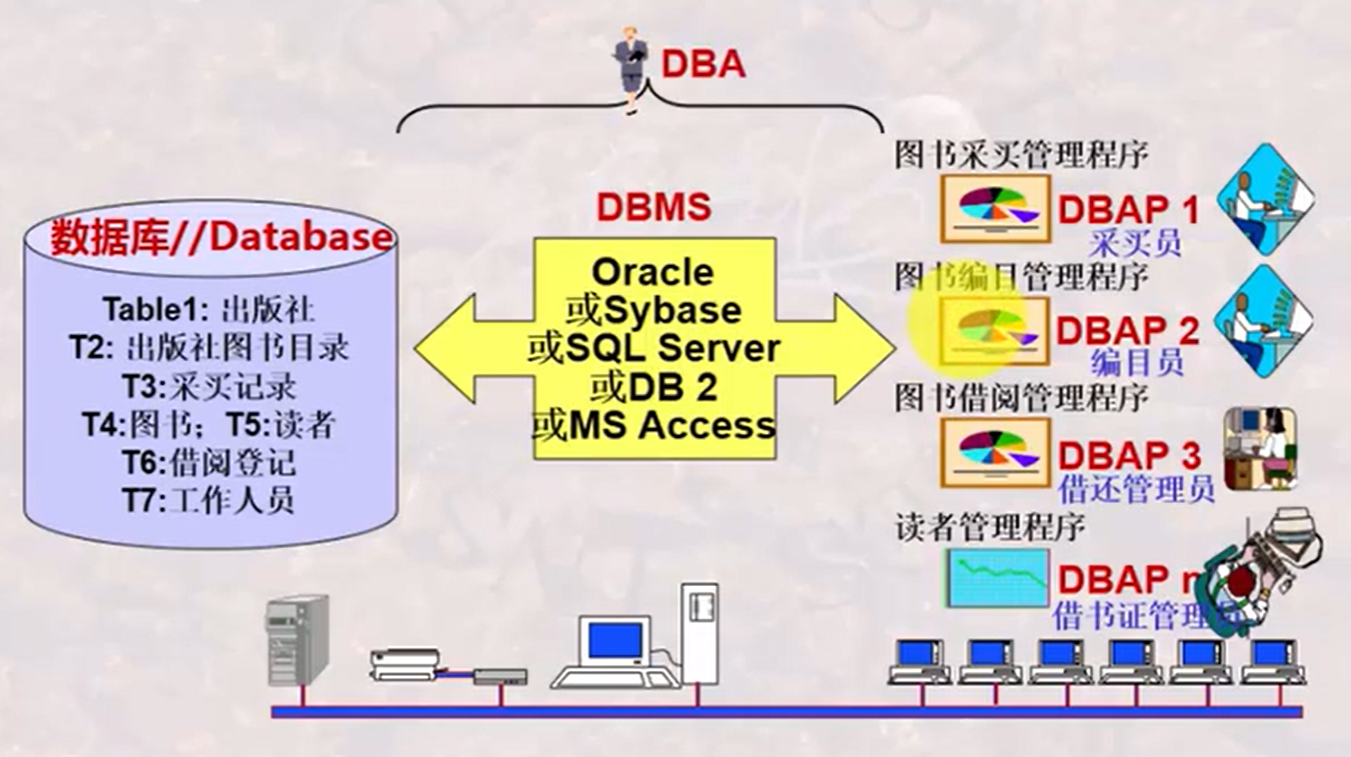 DBA
数据库//Database
Table1: 出版社
T2: 出版社图书目录
T3:采买记录
T4:图书；T5:读者
T6:借阅登记
T7:工作人员
DBMS
Oracle
或Sybase
或SQL Server
或DB 2
或MS Access
图书采买管理程序
DBAP 1
采买员
图书编目管理程序
DBAP 2
编目员
图书借阅管理程序
DBAP 3
借还管理员
读者管理程序
DBAP n
借书证管理员